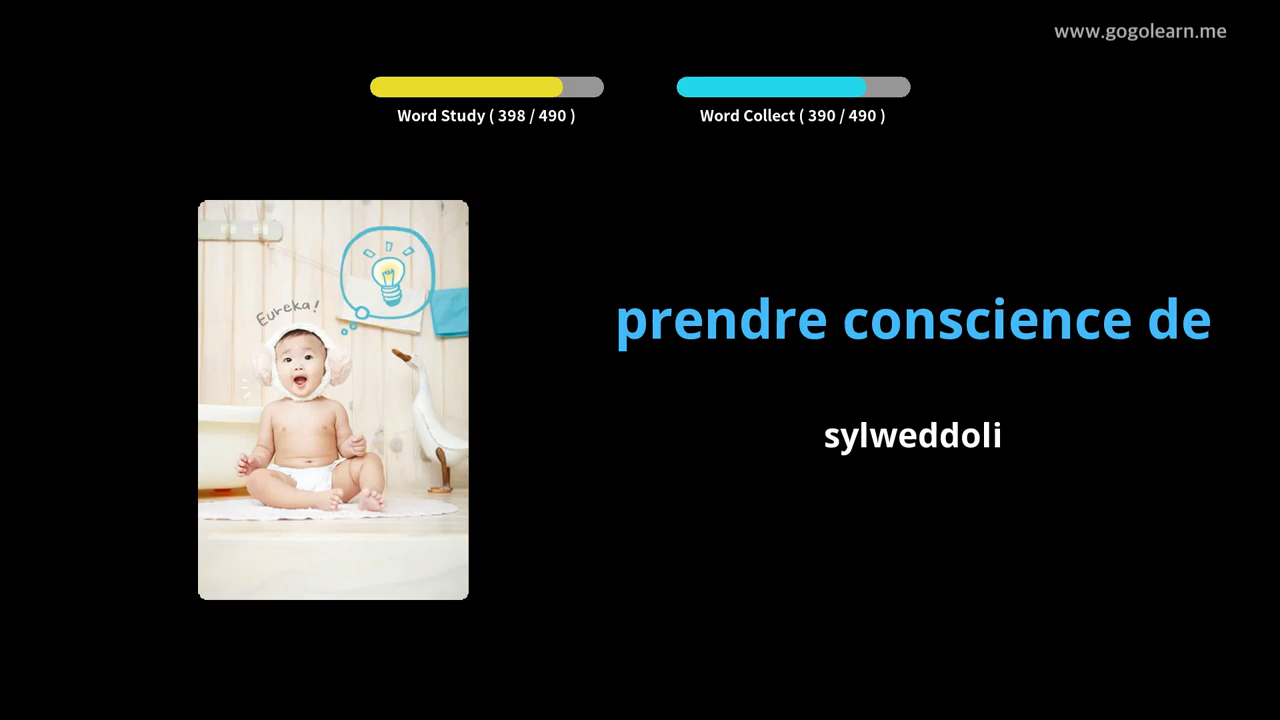 www.gogolearn.me
Word Study ( 398 / 490 )
Word Collect ( 390 / 490 )
Eureka!
prendre conscience de
sylweddoli